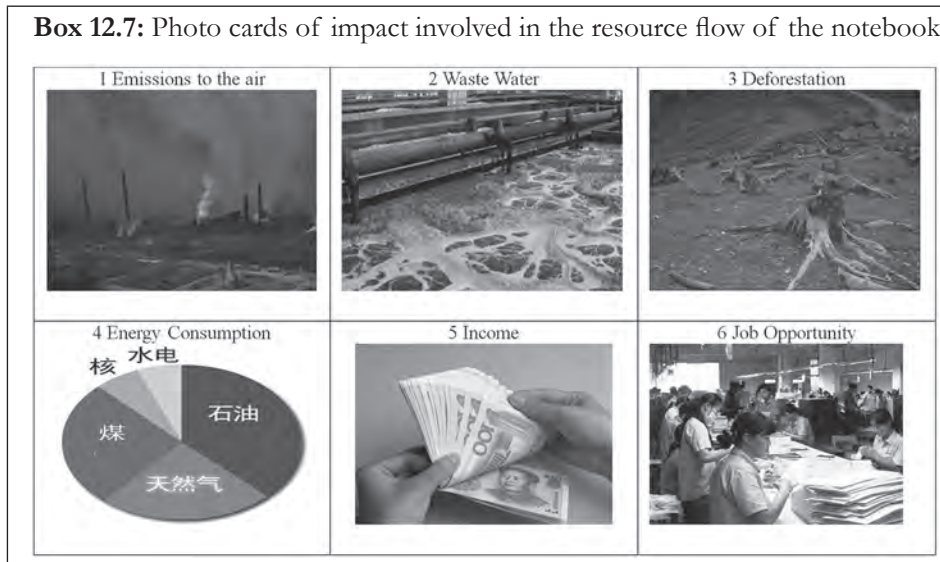 Box 12.7: Photo cards of impact involved in the resource flow of the notebook
1 Emissions to the air
2 Waste Water
3 Deforestation
4 Energy Consumption
5 Income
6 Job Opportunity
核
水电
石油
煤
天然气
100